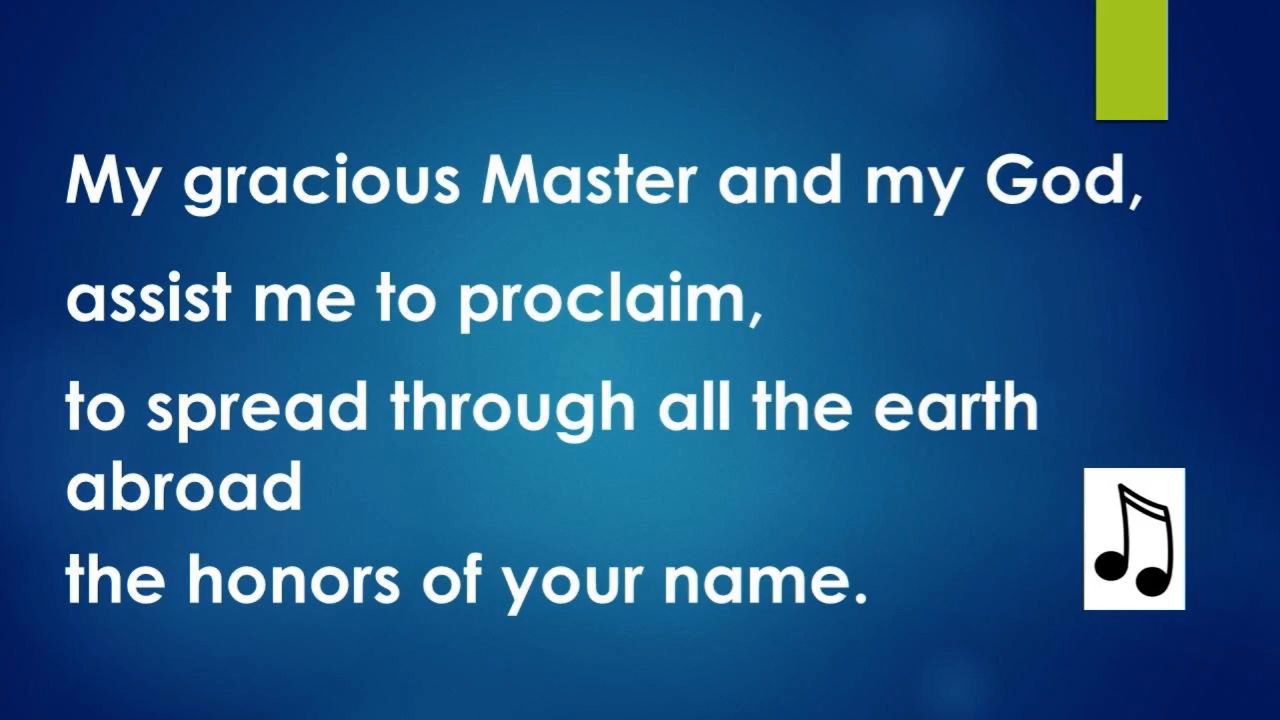 My gracious Master and my God,
assist me to proclaim,
to spread through all the earth
abroad
the honors of your name.